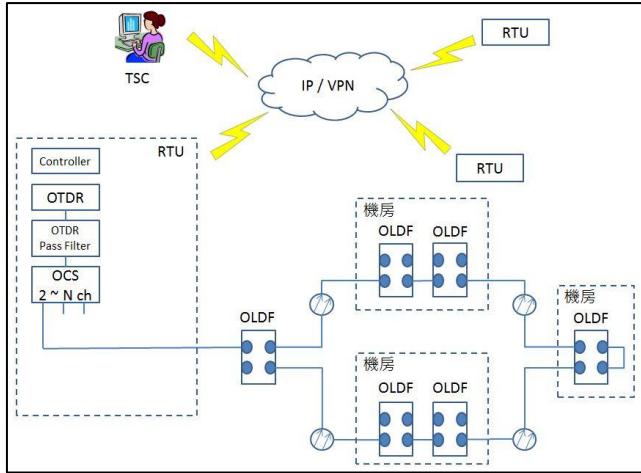 TSC
IP / VPN
RTU
RTU
RTU
Controller
OTDR
OTDR
Pass Filter
OCS
2 ~ N ch
OLDF
機房
OLDF OLDF
機房
OLDF
機房
OLDF OLDF